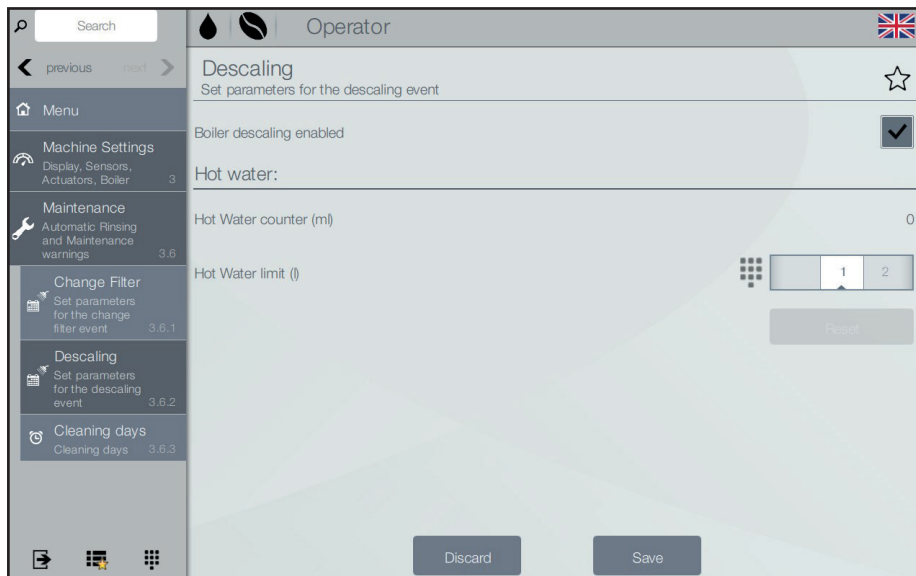 Search
Operator
previous
next
Menu
Machine Settings
Display, Sensors,
Actuators, Boiler 3
Maintenance
Automatic Rinsing
and Maintenance
warnings 3.6
Change Filter
Set parameters
for the change
filter event 3.6.1
Descaling
Set parameters
for the descaling
event 3.6.2
Cleaning days
Cleaning days 3.6.3
Descaling
Set parameters for the descaling event
Boiler descaling enabled
Hot water:
Hot Water counter (ml) 0
Hot Water limit (l) 1 2
Reset
Discard Save